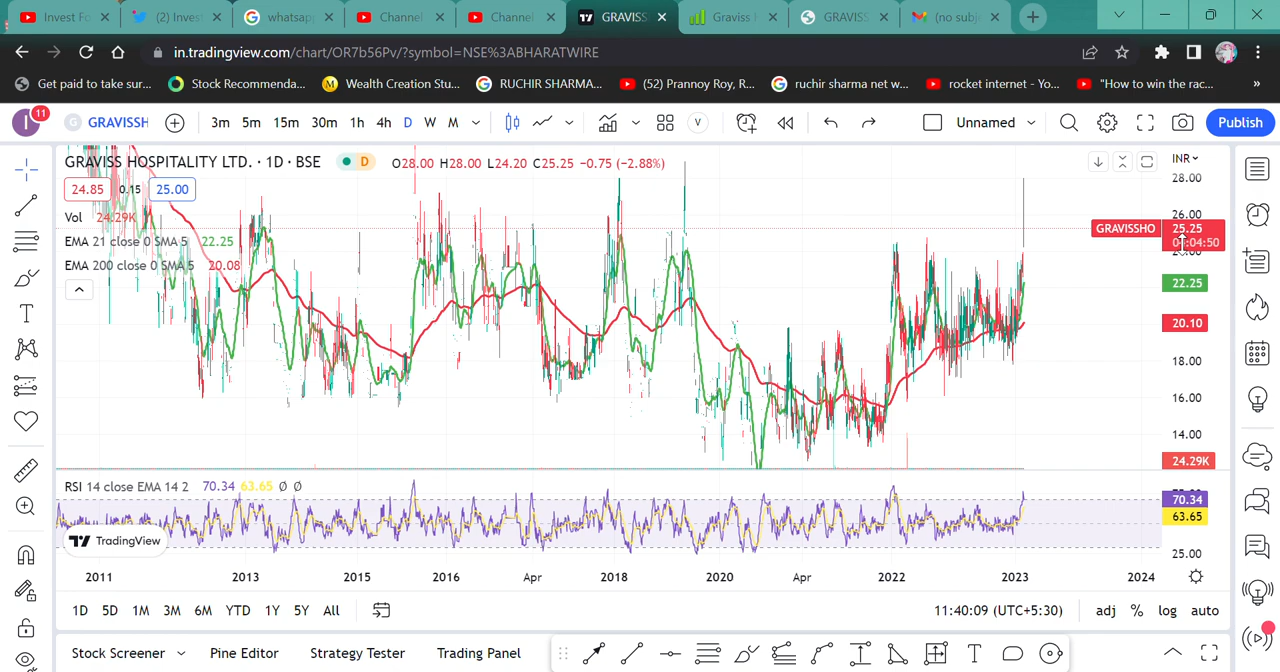 Invest Fo
(2) Invest
whatsap
Channel
Channel
GRAVISS
Graviss
GRAVISS
(no subj
in.tradingview.com/chart/OR7b56Pv/?symbol=NSE%3ABHARATWIRE
Get paid to take sur...
Stock Recommenda...
Wealth Creation Stu...
RUCHIR SHARMA...
(52) Prannoy Roy, R...
ruchir sharma net w...
rocket internet - Yo...
"How to win the rac...
»
I 11
G GRAVISSH
3m 5m 15m 30m 1h 4h D W M
V
Unnamed
Publish
GRAVISS HOSPITALITY LTD. · 1D · BSE
D
O28.00 H28.00 L24.20 C25.25 −0.75 (−2.88%)
INR
24.85 0.15 25.00
Vol 24.29K
EMA 21 close 0 SMA 5 22.25
EMA 200 close 0 SMA 5 20.08
28.00
26.00
GRAVISSHO 25.25
22.25
20.10
18.00
16.00
14.00
24.29K
RSI 14 close EMA 14 2 70.34 63.65 Ø Ø
70.34
63.65
25.00
TradingView
2011 2013 2015 2016 Apr 2018 2020 Apr 2022 2023 2024
1D 5D 1M 3M 6M YTD 1Y 5Y All
11:40:09 (UTC+5:30)
adj % log auto
Stock Screener
Pine Editor
Strategy Tester
Trading Panel